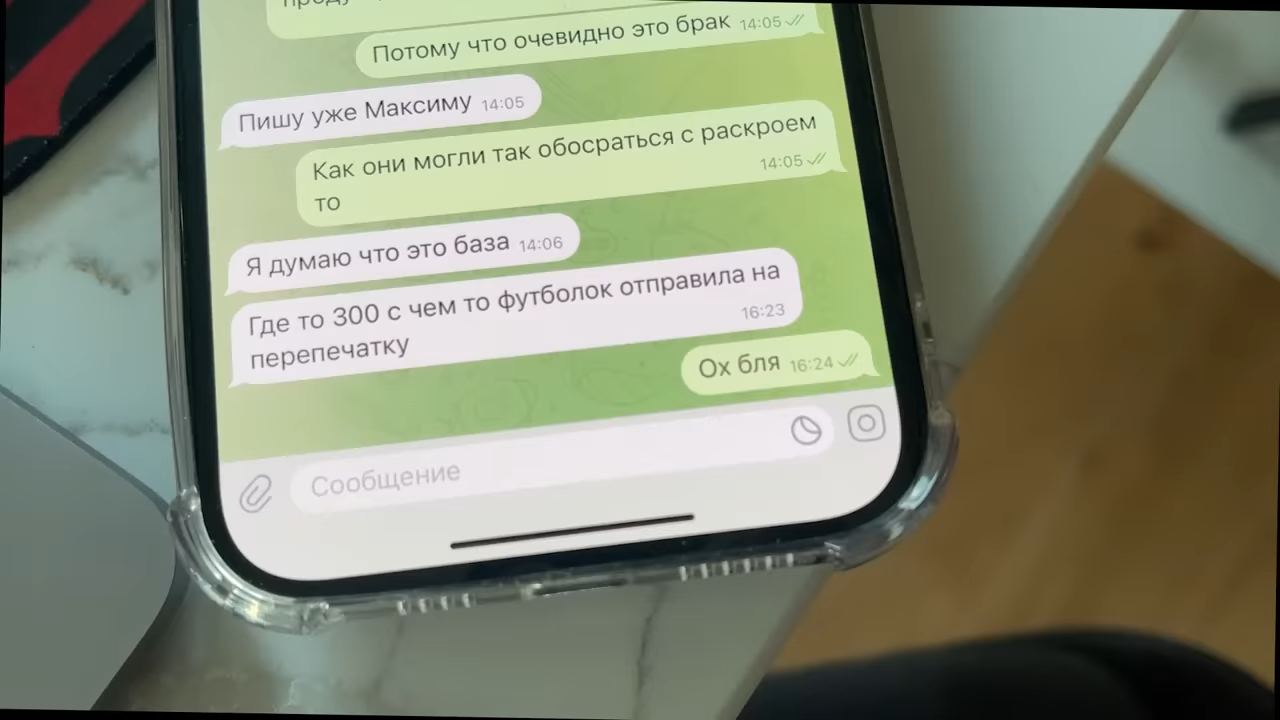 Потому что очевидно это брак 14:05
Пишу уже Максиму 14:05
Как они могли так обосраться с раскроем
то 14:05
Я думаю что это база 14:06
Где то 300 с чем то футболок отправила на
перепечатку 16:23
Ох бля 16:24
Сообщение